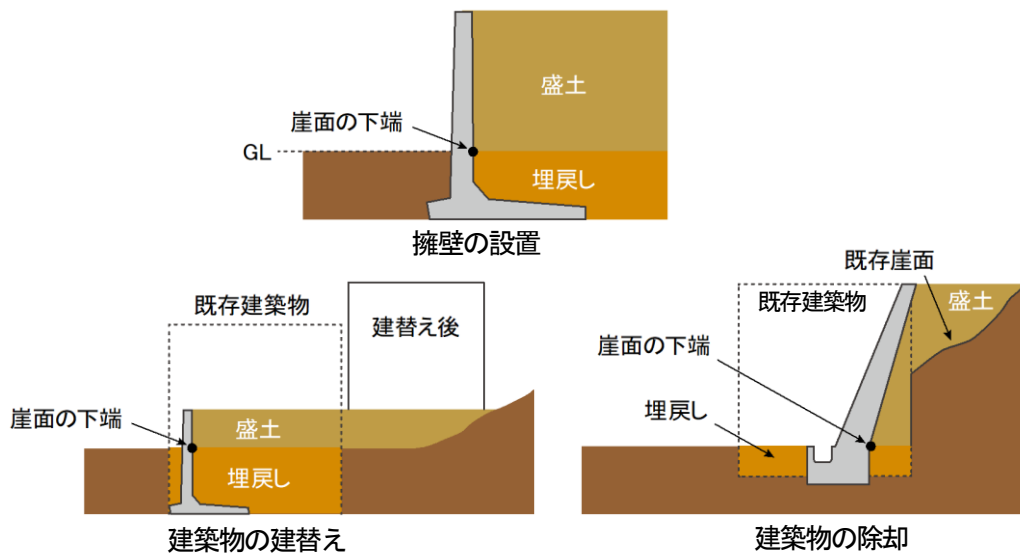 盛土
崖面の下端
GL
埋戻し
擁壁の設置
既存建築物
建替え後
崖面の下端
盛土
埋戻し
建築物の建替え
既存崖面
既存建築物
盛土
崖面の下端
埋戻し
建築物の除却